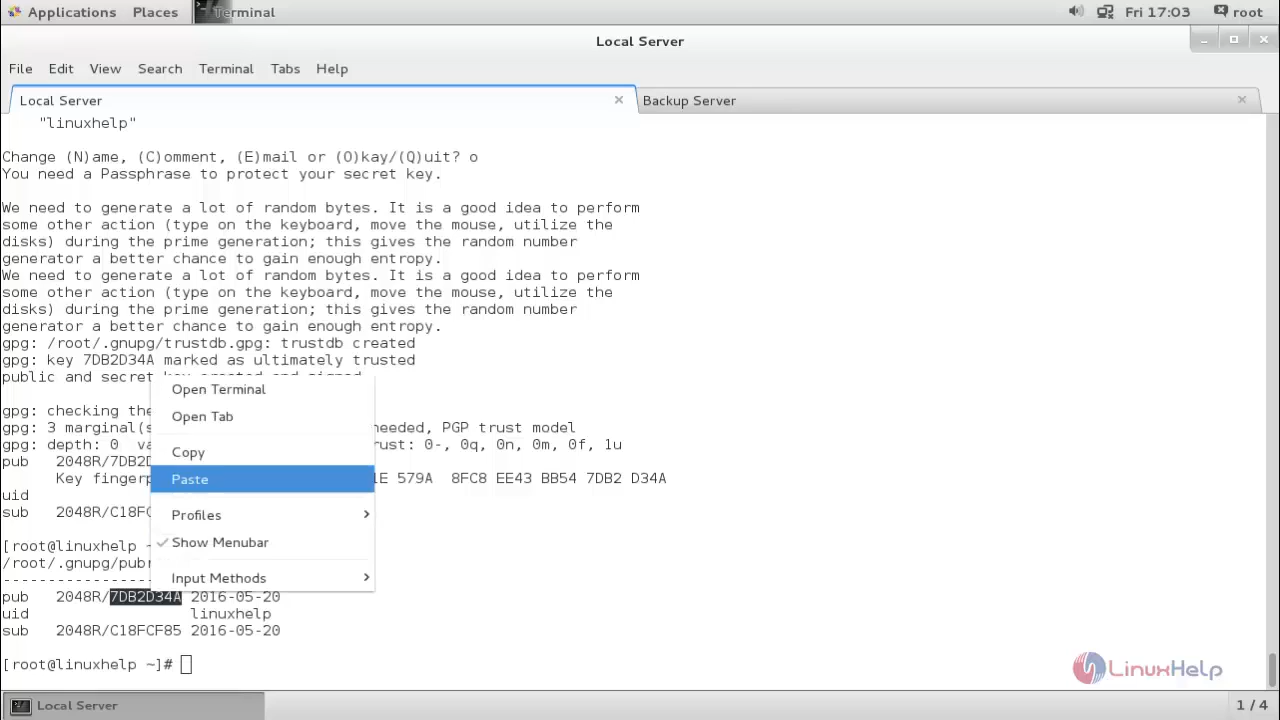 Applications Places Terminal Fri 17:03 root
Local Server
File Edit View Search Terminal Tabs Help
Local Server Backup Server
"linuxhelp"
Change (N)ame, (C)omment, (E)mail or (O)kay/(Q)uit? o
You need a Passphrase to protect your secret key.
We need to generate a lot of random bytes. It is a good idea to perform
some other action (type on the keyboard, move the mouse, utilize the
disks) during the prime generation; this gives the random number
generator a better chance to gain enough entropy.
We need to generate a lot of random bytes. It is a good idea to perform
some other action (type on the keyboard, move the mouse, utilize the
disks) during the prime generation; this gives the random number
generator a better chance to gain enough entropy.
gpg: /root/.gnupg/trustdb.gpg: trustdb created
gpg: key 7DB2D34A marked as ultimately trusted
public and secret key created and signed.
gpg: checking the
gpg: 3 marginal(s needed, PGP trust model
gpg: depth: 0 va rust: 0-, 0q, 0n, 0m, 0f, 1u
pub 2048R/7DB2D
Key fingerp 1E 579A 8FC8 EE43 BB54 7DB2 D34A
uid
sub 2048R/C18FC
Open Terminal
Open Tab
Copy
Paste
Profiles
Show Menubar
Input Methods
[root@linuxhelp ~
/root/.gnupg/pubr
-----------------
pub 2048R/7DB2D34A 2016-05-20
uid linuxhelp
sub 2048R/C18FCF85 2016-05-20
[root@linuxhelp ~]#
LinuxHelp
Local Server 1 / 4